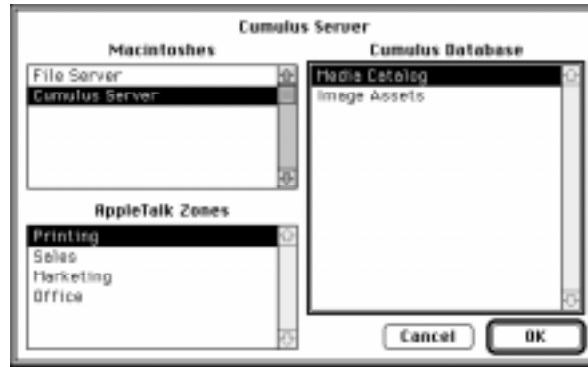 Cumulus Server
Macintoshes
File Server
Cumulus Server
AppleTalk Zones
Printing
Sales
Marketing
Office
Cumulus Database
Media Catalog
Image Assets
Cancel
OK